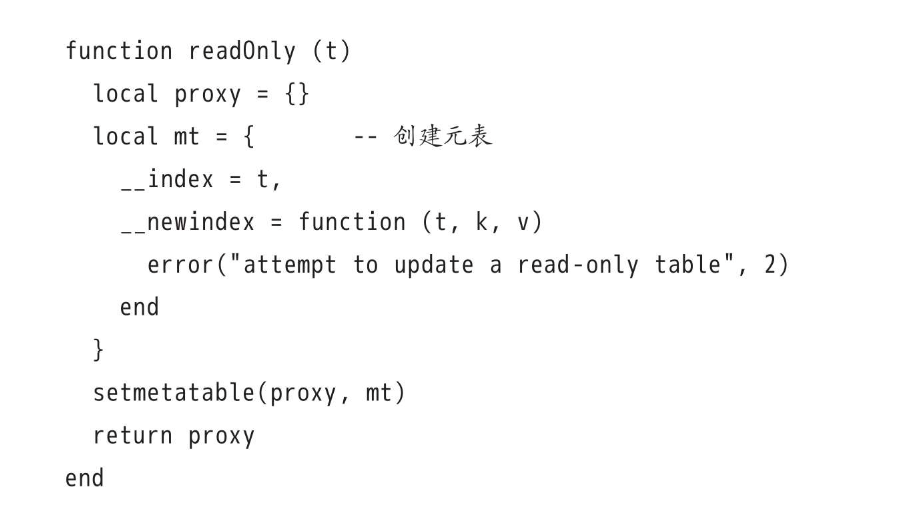 function readOnly (t)
  local proxy = {}
  local mt = {       -- 创建元表
    __index = t,
    __newindex = function (t, k, v)
      error("attempt to update a read-only table", 2)
    end
  }
  setmetatable(proxy, mt)
  return proxy
end